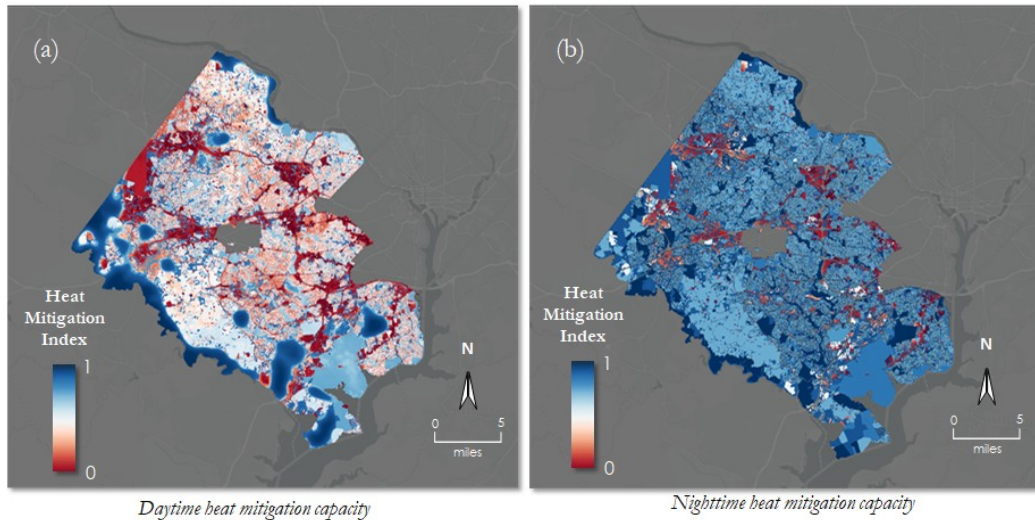 (a)
Heat
Mitigation
Index
1
0
N
0 5
miles
Daytime heat mitigation capacity
(b)
Heat
Mitigation
Index
1
0
N
0 5
miles
Nighttime heat mitigation capacity